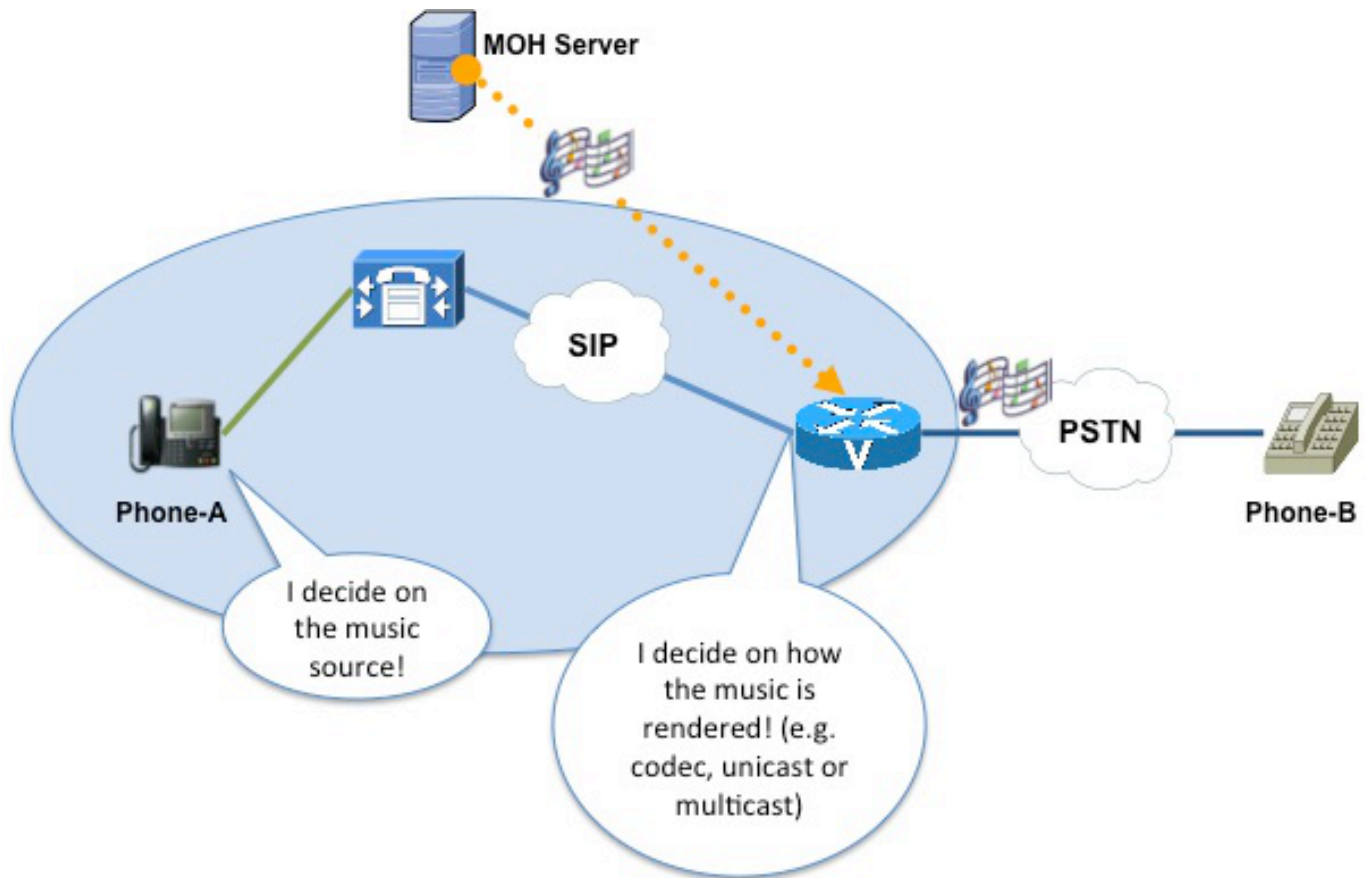 MOH Server
SIP
PSTN
V
Phone-A
Phone-B
I decide on
the music
source!
I decide on how
the music is
rendered! (e.g.
codec, unicast or
multicast)